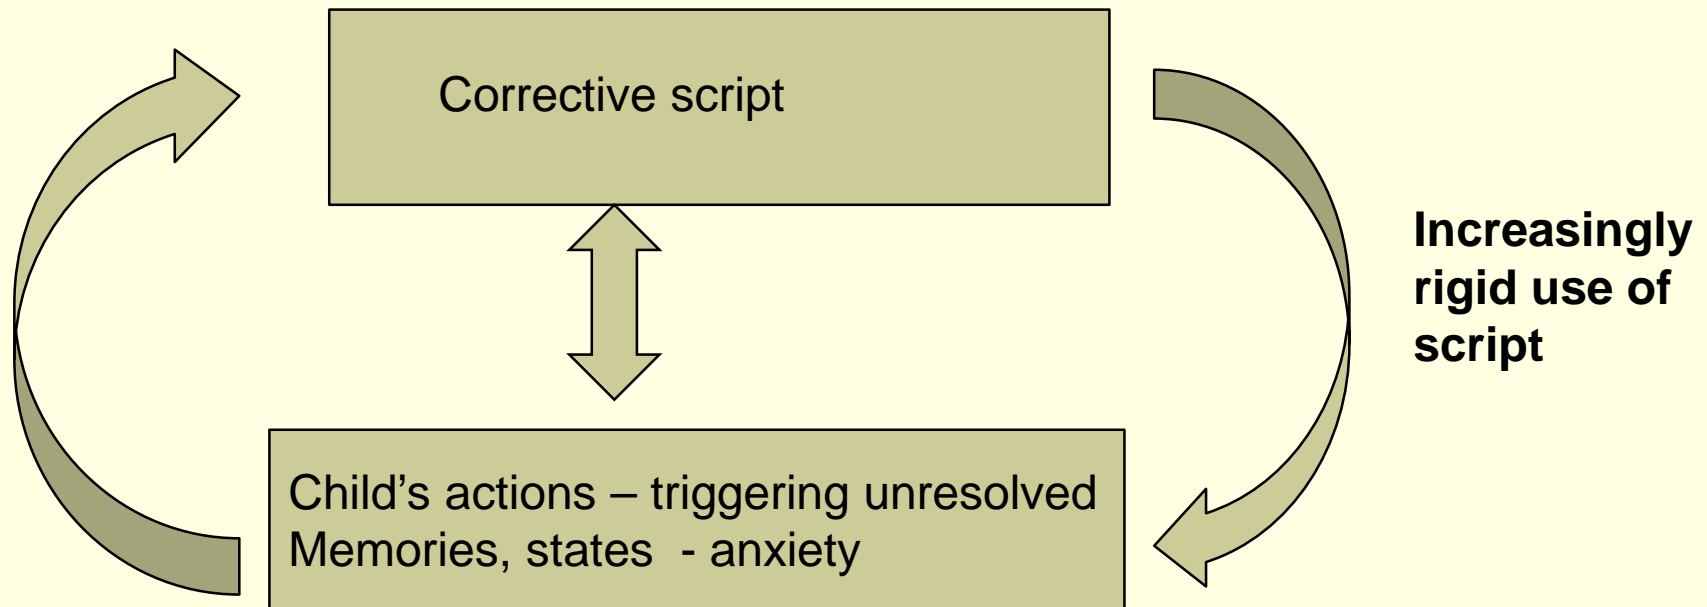 Corrective script
Increasingly
rigid use of
script
Child’s actions – triggering unresolved
Memories, states  - anxiety